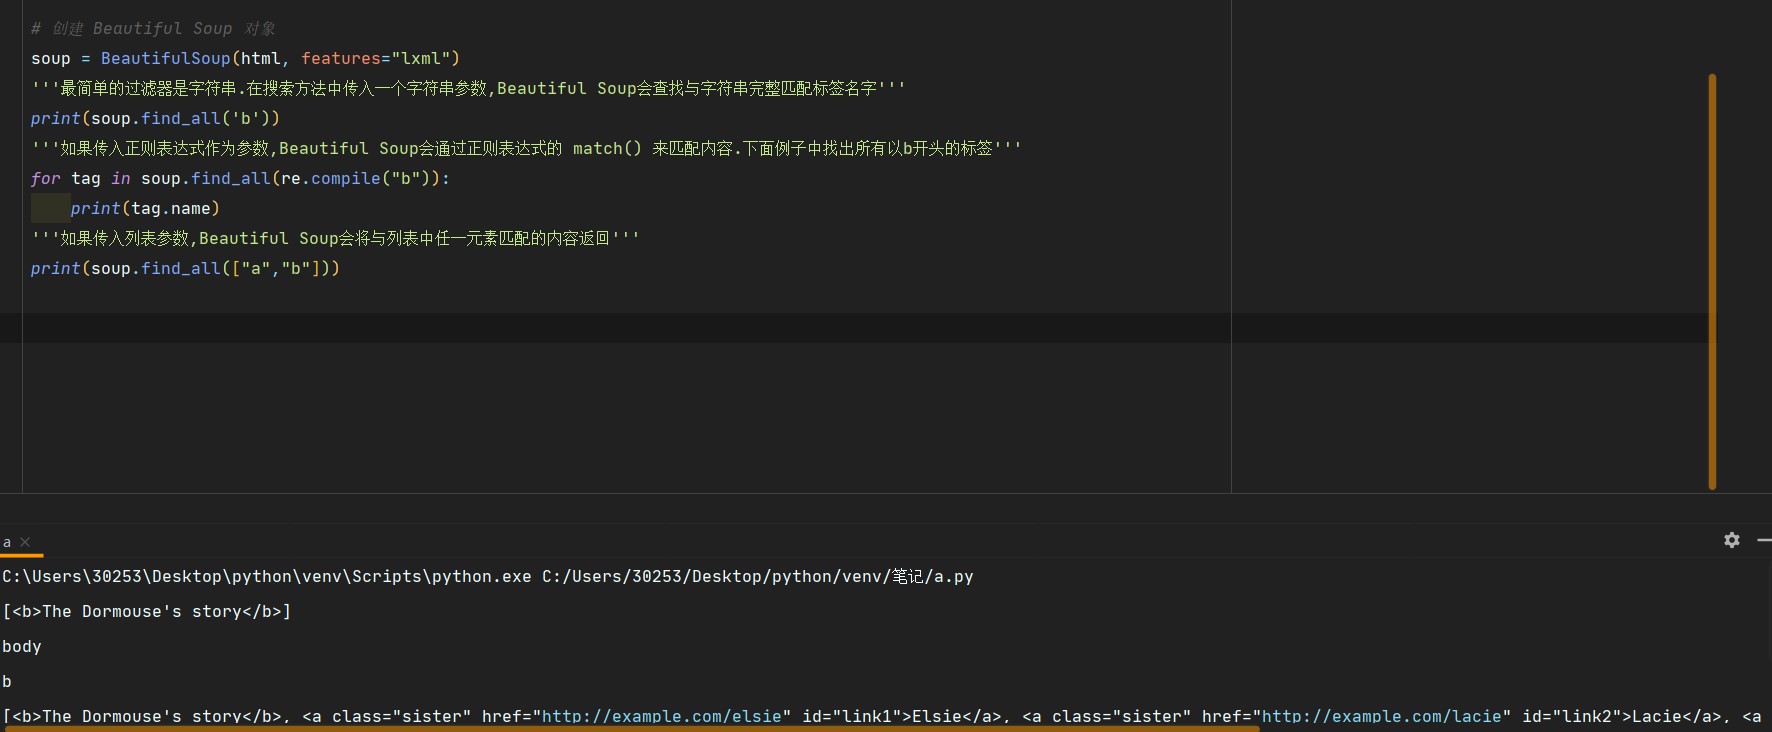 # 创建 Beautiful Soup 对象
soup = BeautifulSoup(html, features="lxml")
'''最简单的过滤器是字符串.在搜索方法中传入一个字符串参数,Beautiful Soup会查找与字符串完整匹配标签名字'''
print(soup.find_all('b'))
'''如果传入正则表达式作为参数,Beautiful Soup会通过正则表达式的 match() 来匹配内容.下面例子中找出所有以b开头的标签'''
for tag in soup.find_all(re.compile("b")):
    print(tag.name)
'''如果传入列表参数,Beautiful Soup会将与列表中任一元素匹配的内容返回'''
print(soup.find_all(["a","b"]))
a
C:\Users\30253\Desktop\python\venv\Scripts\python.exe C:/Users/30253/Desktop/python/venv/笔记/a.py
[<b>The Dormouse's story</b>]
body
b
[<b>The Dormouse's story</b>, <a class="sister" href="http://example.com/elsie" id="link1">Elsie</a>, <a class="sister" href="http://example.com/lacie" id="link2">Lacie</a>, <a